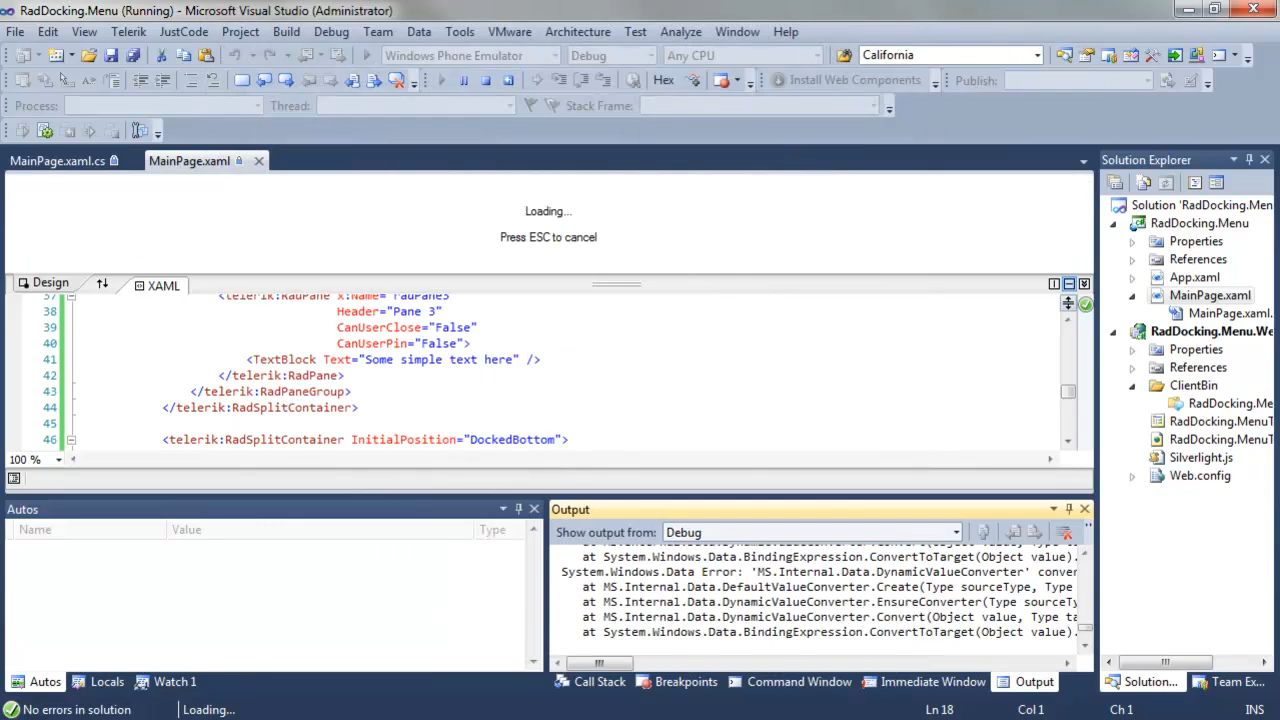 RadDocking.Menu (Running) - Microsoft Visual Studio (Administrator)
File Edit View Telerik JustCode Project Build Debug Team Data Tools VMware Architecture Test Analyze Window Help
Windows Phone Emulator Debug Any CPU California
Hex Install Web Components Publish:
Process: Thread: Stack Frame:
MainPage.xaml.cs MainPage.xaml Solution Explorer
Loading...
Press ESC to cancel
Design XAML
37 <telerik:RadPane x:Name="radPane3"
38 Header="Pane 3"
39 CanUserClose="False"
40 CanUserPin="False">
41 <TextBlock Text="Some simple text here" />
42 </telerik:RadPane>
43 </telerik:RadPaneGroup>
44 </telerik:RadSplitContainer>
45
46 <telerik:RadSplitContainer InitialPosition="DockedBottom">
100 %
Solution 'RadDocking.Menu
RadDocking.Menu
Properties
References
App.xaml
MainPage.xaml
MainPage.xaml.
RadDocking.Menu.We
Properties
References
ClientBin
RadDocking.Me
RadDocking.MenuT
RadDocking.MenuT
Silverlight.js
Web.config
Autos
Name Value Type
Output
Show output from: Debug
at System.Windows.Data.BindingExpression.ConvertToTarget(Object value).
System.Windows.Data Error: 'MS.Internal.Data.DynamicValueConverter' conver
at MS.Internal.Data.DefaultValueConverter.Create(Type sourceType, Type
at MS.Internal.Data.DynamicValueConverter.EnsureConverter(Type sourceTy
at MS.Internal.Data.DynamicValueConverter.Convert(Object value, Type ta
at System.Windows.Data.BindingExpression.ConvertToTarget(Object value).
Autos Locals Watch 1 Call Stack Breakpoints Command Window Immediate Window Output Solution... Team Ex...
No errors in solution Loading... Ln 18 Col 1 Ch 1 INS